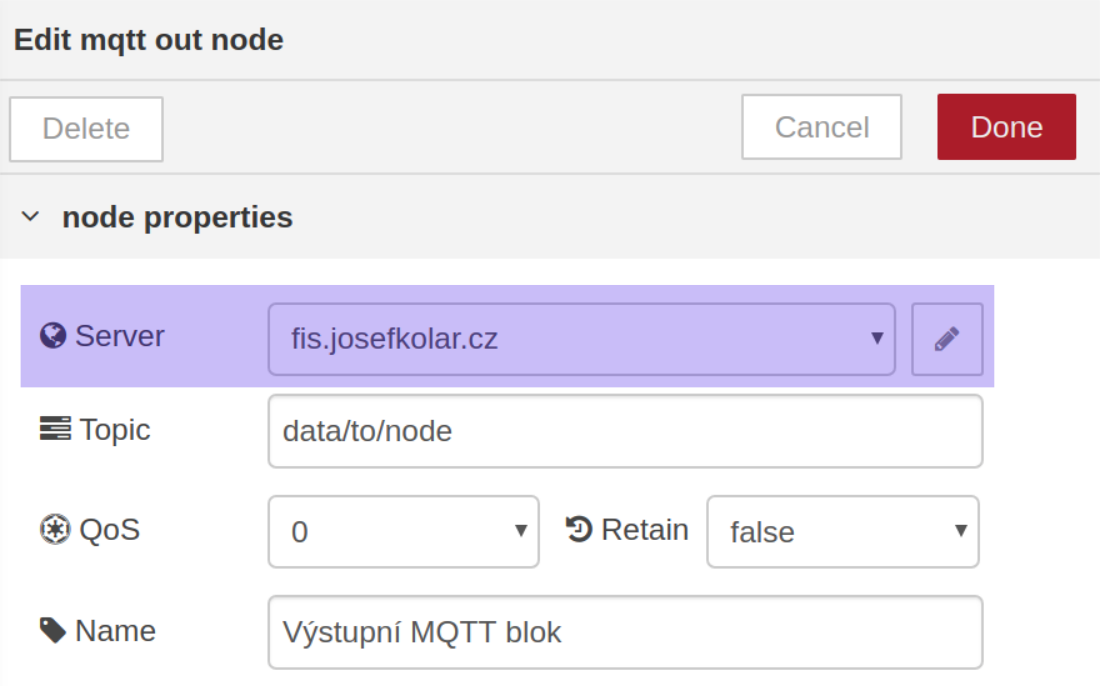 Edit mqtt out node
Delete Cancel Done
node properties
Server fis.josefkolar.cz
Topic data/to/node
QoS 0 Retain false
Name Výstupní MQTT blok